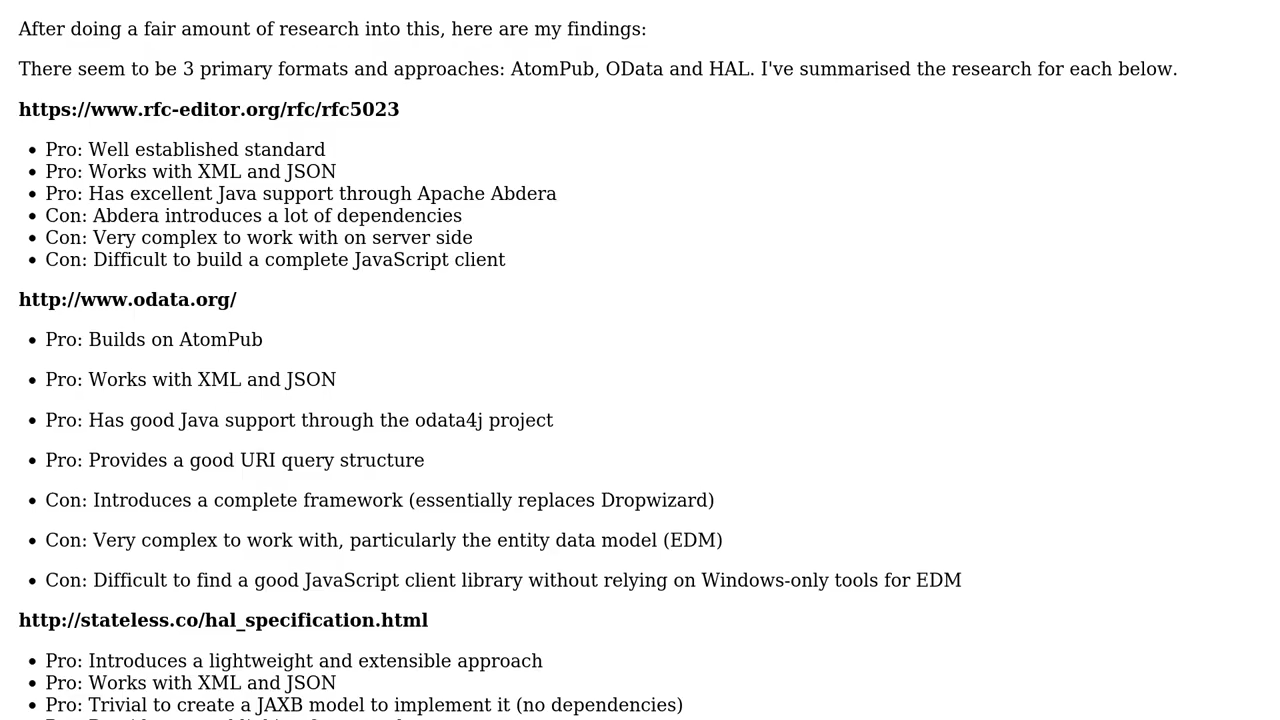 After doing a fair amount of research into this, here are my findings:
There seem to be 3 primary formats and approaches: AtomPub, OData and HAL. I've summarised the research for each below.
https://www.rfc-editor.org/rfc/rfc5023
• Pro: Well established standard
• Pro: Works with XML and JSON
• Pro: Has excellent Java support through Apache Abdera
• Con: Abdera introduces a lot of dependencies
• Con: Very complex to work with on server side
• Con: Difficult to build a complete JavaScript client
http://www.odata.org/
• Pro: Builds on AtomPub
• Pro: Works with XML and JSON
• Pro: Has good Java support through the odata4j project
• Pro: Provides a good URI query structure
• Con: Introduces a complete framework (essentially replaces Dropwizard)
• Con: Very complex to work with, particularly the entity data model (EDM)
• Con: Difficult to find a good JavaScript client library without relying on Windows-only tools for EDM
http://stateless.co/hal_specification.html
• Pro: Introduces a lightweight and extensible approach
• Pro: Works with XML and JSON
• Pro: Trivial to create a JAXB model to implement it (no dependencies)